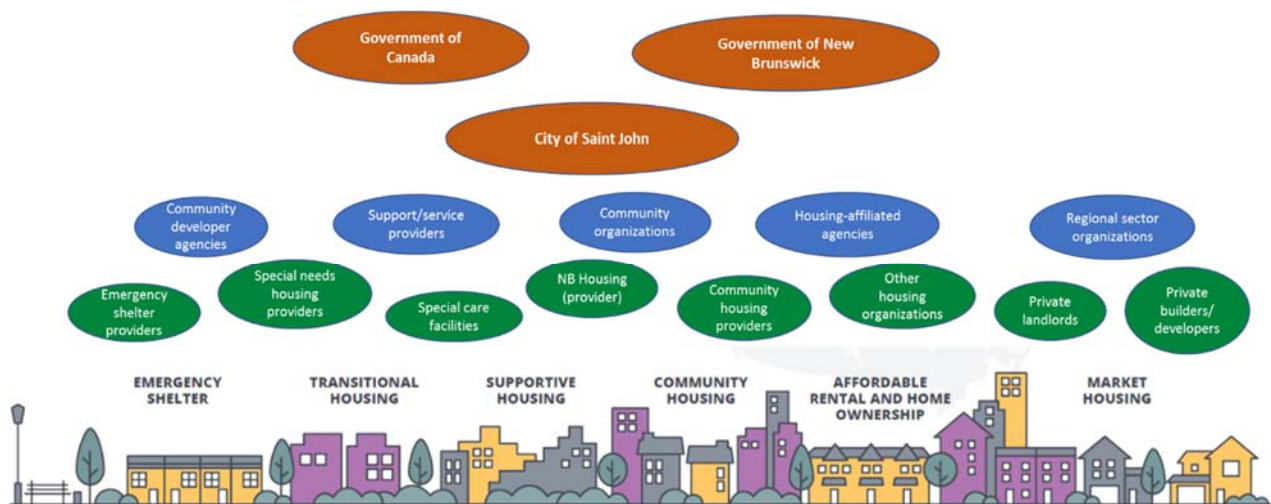 Government of
Canada
Government of New
Brunswick
City of Saint John
Community
developer
agencies
Support/service
providers
Community
organizations
Housing-affiliated
agencies
Regional sector
organizations
Emergency
shelter
providers
Special needs
housing
providers
Special care
facilities
NB Housing
(provider)
Community
housing
providers
Other
housing
organizations
Private
landlords
Private
builders/
developers
EMERGENCY
SHELTER
TRANSITIONAL
HOUSING
SUPPORTIVE
HOUSING
COMMUNITY
HOUSING
AFFORDABLE
RENTAL AND HOME
OWNERSHIP
MARKET
HOUSING